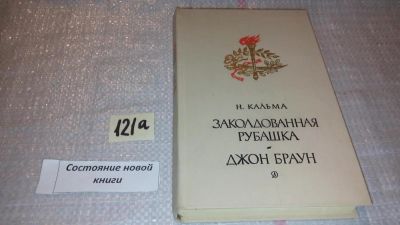 121а
Состояние новой
книги
Н. КАЛЬМА
ЗАКОЛДОВАННАЯ
РУБАШКА
ДЖОН БРАУН